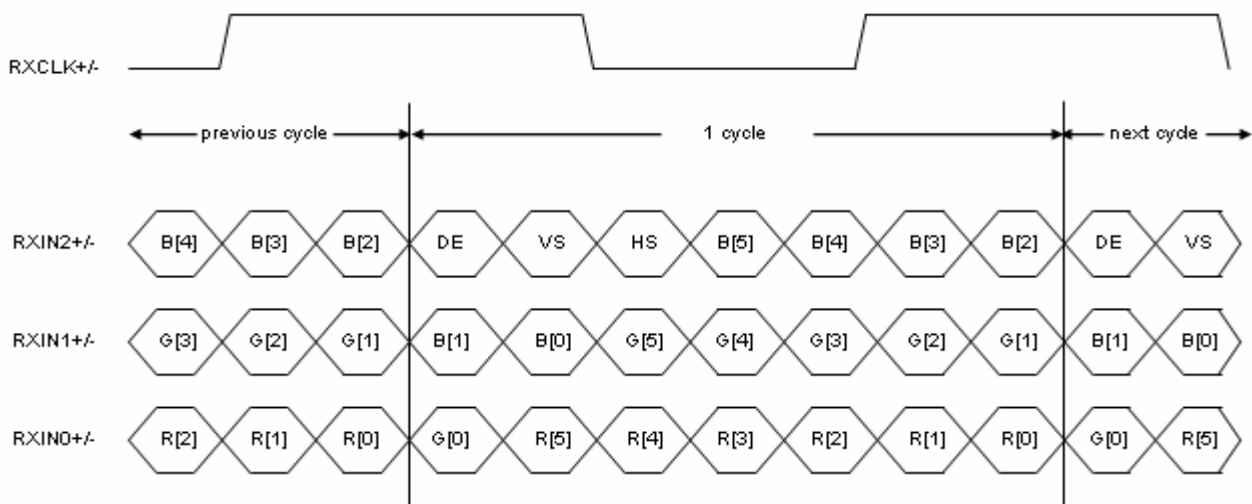 RXCLK+/-
previous cycle 1 cycle next cycle
RXIN2+/- B[4] B[3] B[2] DE VS HS B[5] B[4] B[3] B[2] DE VS
RXIN1+/- G[3] G[2] G[1] B[1] B[0] G[5] G[4] G[3] G[2] G[1] B[1] B[0]
RXIN0+/- R[2] R[1] R[0] G[0] R[5] R[4] R[3] R[2] R[1] R[0] G[0] R[5]